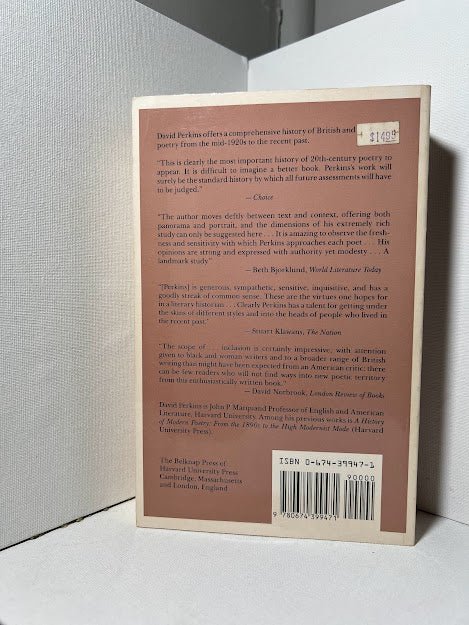 David Perkins offers a comprehensive history of British and
poetry from the mid-1920s to the recent past.
$14.99
"This is clearly the most important history of 20th-century poetry to
appear. It is difficult to imagine a better book. Perkins's work will
surely be the standard history by which all future assessments will have
to be judged."
— Choice
"The author moves deftly between text and context, offering both
panorama and portrait, and the dimensions of his extremely rich
study can only be suggested here . . . It is amazing to observe the fresh-
ness and sensitivity with which Perkins approaches each poet . . . His
opinions are strong and expressed with authority yet modesty . . . A
landmark study."
— Beth Bjorklund, World Literature Today
"[Perkins] is generous, sympathetic, sensitive, inquisitive, and has a
goodly streak of common sense. These are the virtues one hopes for
in a literary historian . . . Clearly Perkins has a talent for getting under
the skins of different styles and into the heads of people who lived in
the recent past."
— Stuart Klawans, The Nation
"The scope of . . . inclusion is certainly impressive, with attention
given to black and women writers and to a broader range of British
writing than might have been expected from an American critic: there
can be few readers who will not find ways into new poetic territory
from this enthusiastically written book."
— David Norbrook, London Review of Books
David Perkins is John P. Marquand Professor of English and American
Literature, Harvard University. Among his previous works is A History
of Modern Poetry: From the 1890s to the High Modernist Mode (Harvard
University Press).
The Belknap Press of
Harvard University Press
Cambridge, Massachusetts
and London, England
ISBN 0-674-39947-1
90000
9 780674 399471